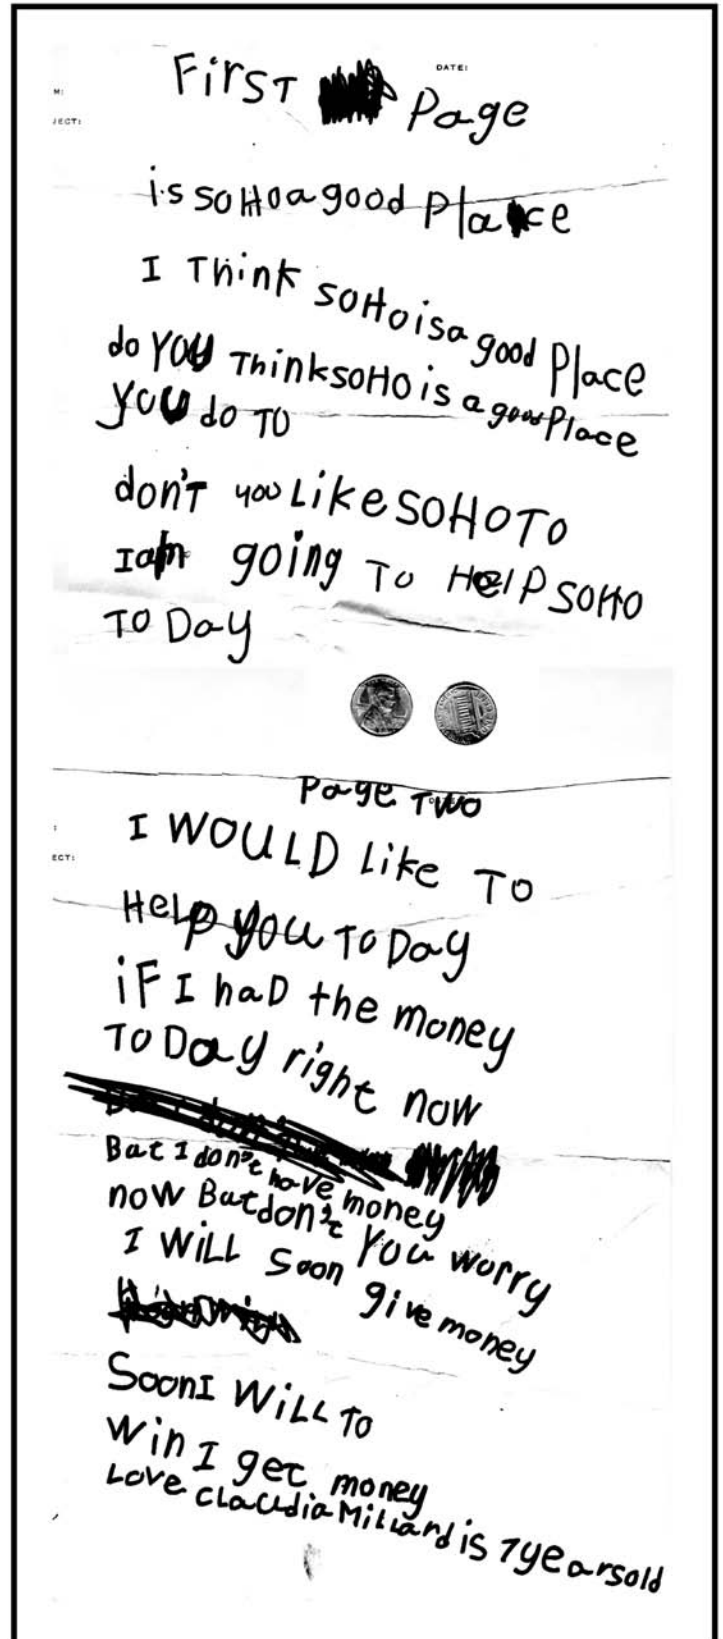 DATE:
M:
JECT:
FirsT Page
is soHo a good Place
I Think soHo is a good Place
do YOU Think soHo is a good Place
you do TO
don't you Like SOHO TO
I am going To HelP SoHo
TO Day
Page Two
:
ECT:
I WOULD Like To
HeLp you To Day
iF I haD the money
To Day right now
But I don't have money
now But don't You worry
I WiLL Soon give money
Soon I WiLL To
Win I get money
Love CLaudia MiLLard is 7 years old